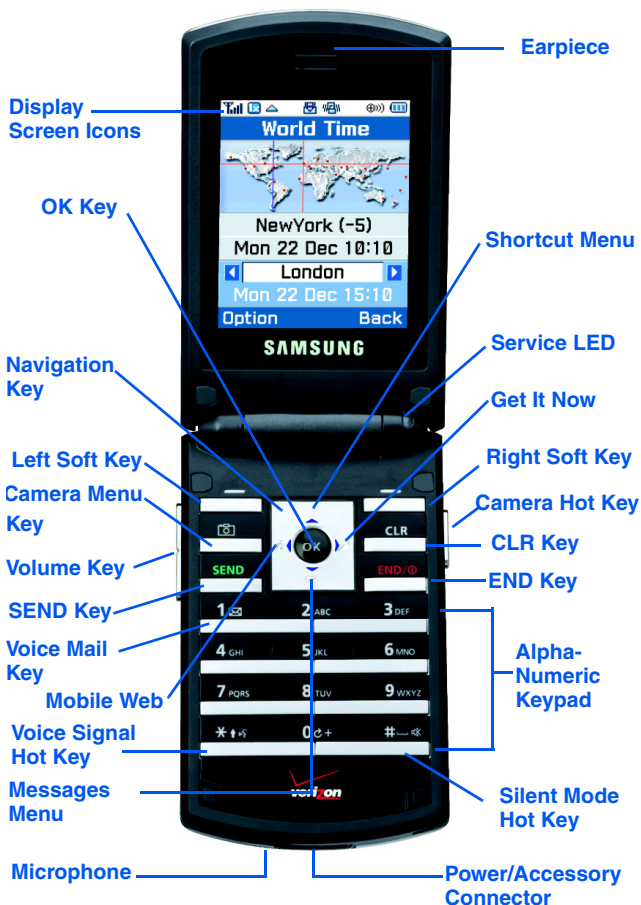 Earpiece
Display
Screen Icons
World Time
OK Key
NewYork (-5)
Mon 22 Dec 10:10
London
Mon 22 Dec 15:10
Option Back
Shortcut Menu
SAMSUNG
Service LED
Navigation
Key
Get It Now
Left Soft Key
Right Soft Key
Camera Menu
Key
Camera Hot Key
CLR
CLR Key
OK
Volume Key
SEND
END
END Key
SEND Key
1
2 ABC
3 DEF
Voice Mail
Key
4 GHI
5 JKL
6 MNO
Alpha-
Numeric
Keypad
Mobile Web
7 PQRS
8 TUV
9 WXYZ
Voice Signal
Hot Key
*
0 +
#
Messages
Menu
verizon
Silent Mode
Hot Key
Microphone
Power/Accessory
Connector